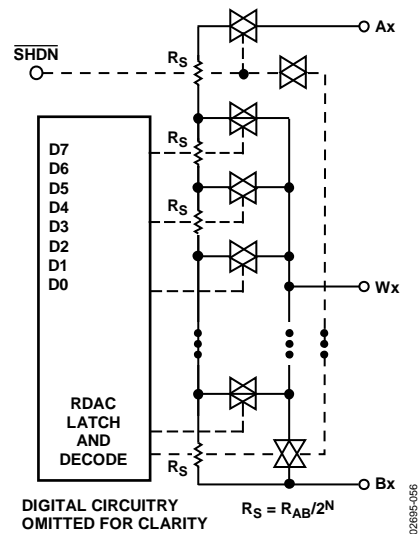 Ax
SHDN
RS
RS
D7
D6
D5
RS
D4
D3
D2
D1
D0
Wx
RDAC
LATCH
AND
DECODE
RS
Bx
DIGITAL CIRCUITRY
OMITTED FOR CLARITY
RS = RAB/2N
02695-056